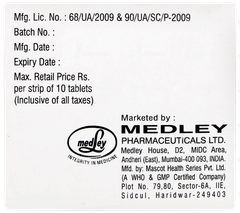 Mfg. Lic. No. : 68/UA/2009 & 90/UA/SC/P-2009
Batch No. :
Mfg. Date :
Expiry Date :
Max. Retail Price Rs.
per strip of 10 tablets
(Inclusive of all taxes)
medley
INTEGRITY IN MEDICINE
Marketed by :
MEDLEY
PHARMACEUTICALS LTD.
Medley House, D2, MIDC Area,
Andheri (East), Mumbai-400 093, INDIA.
Mfg. by: Mascot Health Series Pvt. Ltd.
(A WHO & GMP Certified Company)
Plot No. 79,80, Sector-6A, IIE,
Sidcul, Haridwar-249403